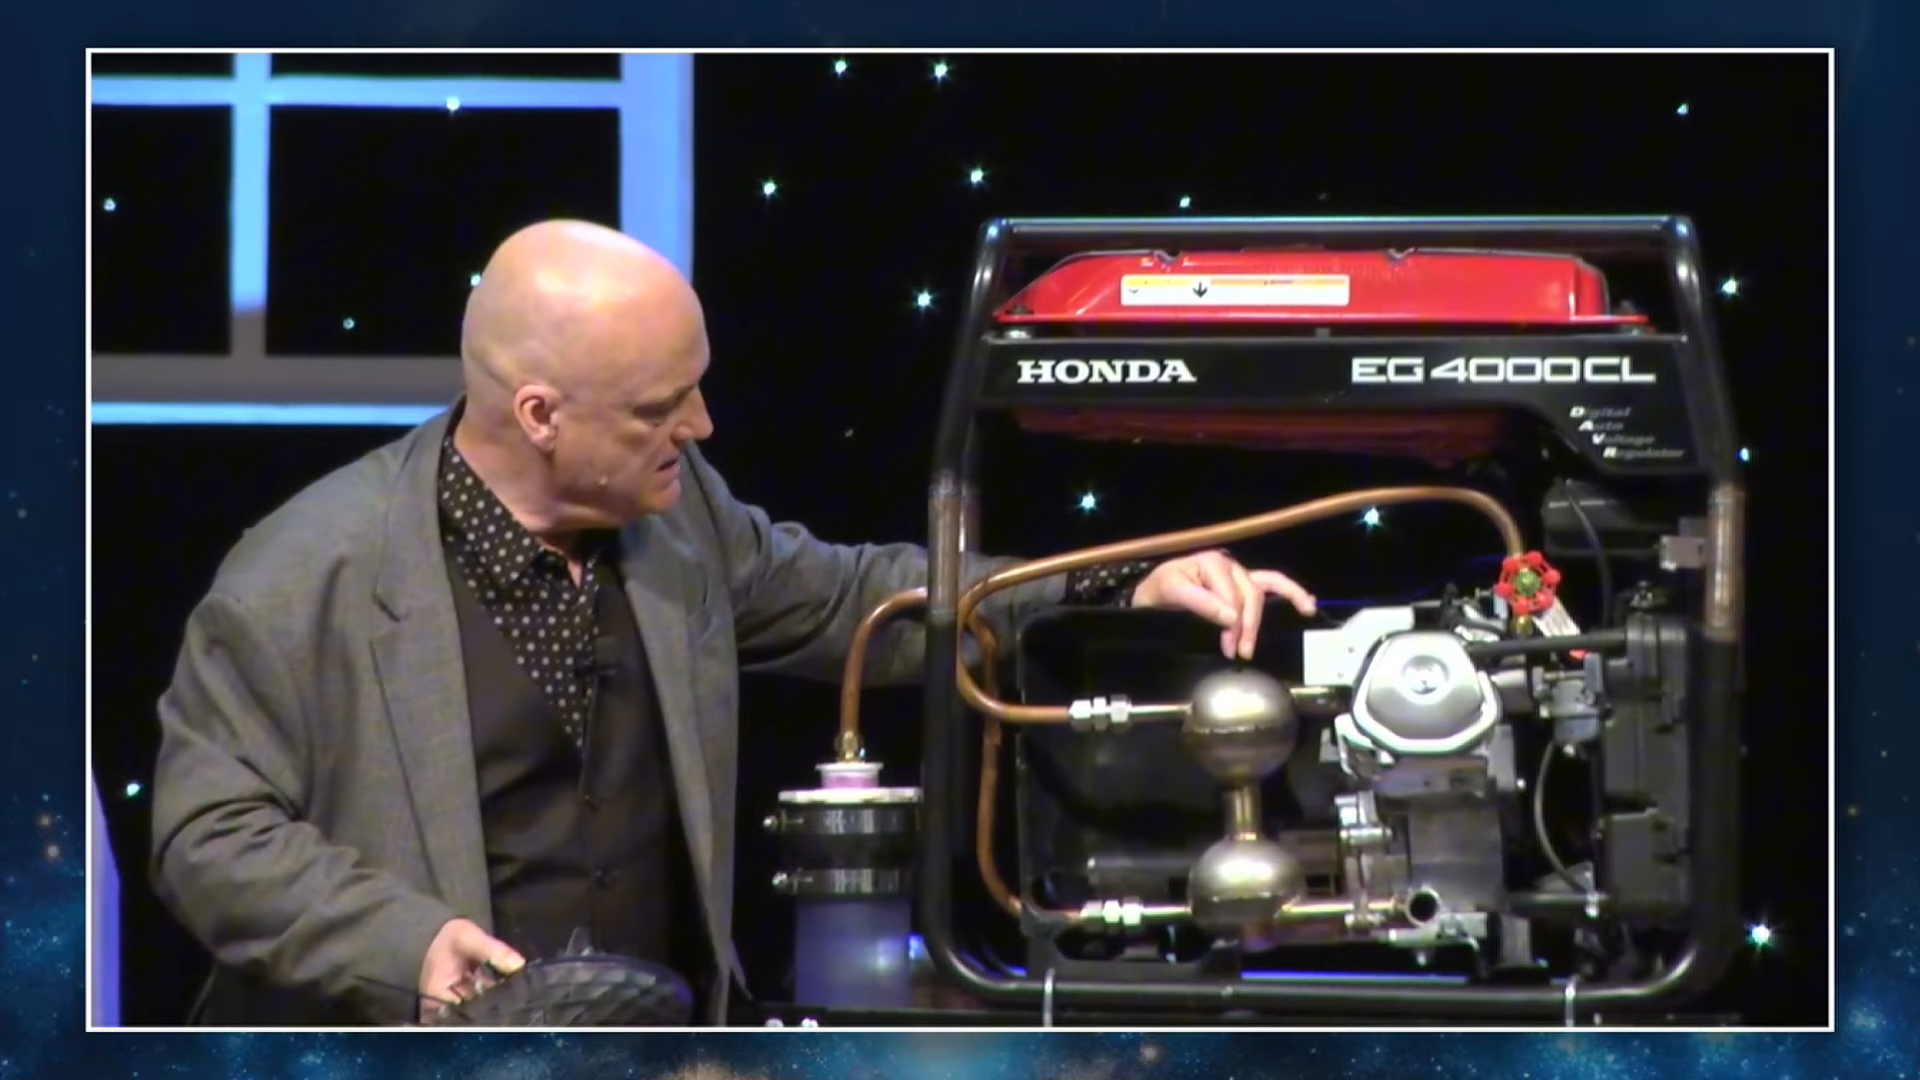 HONDA
EG4000CL
Digital
Auto
Voltage
Regulator